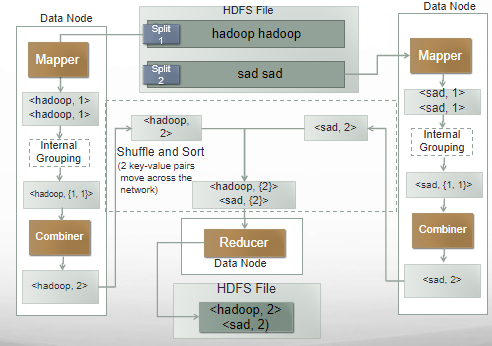 Data Node
HDFS File
Data Node
Split
1
hadoop hadoop
Split
2
sad sad
Mapper
Mapper
<hadoop, 1>
<hadoop, 1>
<sad, 1>
<sad, 1>
Internal
Grouping
Internal
Grouping
<hadoop,
2>
<sad, 2>
Shuffle and Sort
(2 key-value pairs
move across the
network)
<hadoop, {1, 1}>
<sad, {1, 1}>
<hadoop, {2}>
<sad, {2}>
Combiner
Combiner
Reducer
Data Node
<hadoop, 2>
<sad, 2>
HDFS File
<hadoop, 2>
<sad, 2)